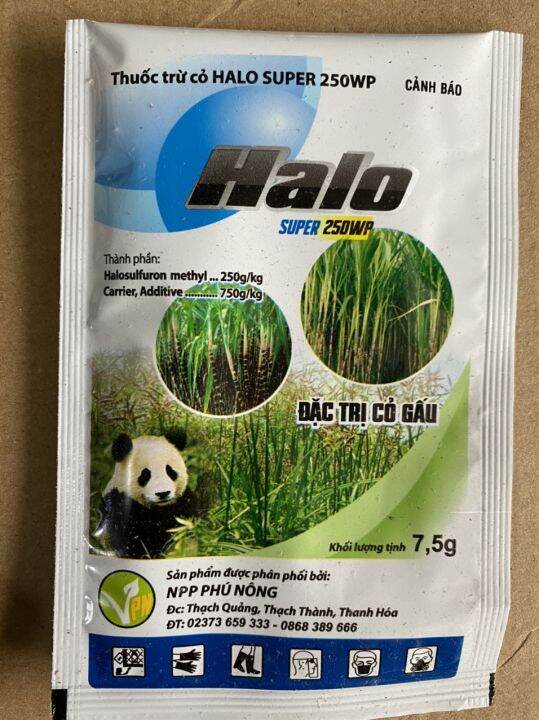 Thuốc trừ cỏ HALO SUPER 250WP
CẢNH BÁO
Halo
SUPER 250WP
Thành phần:
Halosulfuron methyl ... 250g/kg
Carrier, Additive ........... 750g/kg
ĐẶC TRỊ CỎ GẤU
Khối lượng tịnh 7,5g
VPN
Sản phẩm được phân phối bởi:
NPP PHÚ NÔNG
Đc: Thạch Quảng, Thạch Thành, Thanh Hóa
ĐT: 02373 659 333 - 0868 389 666